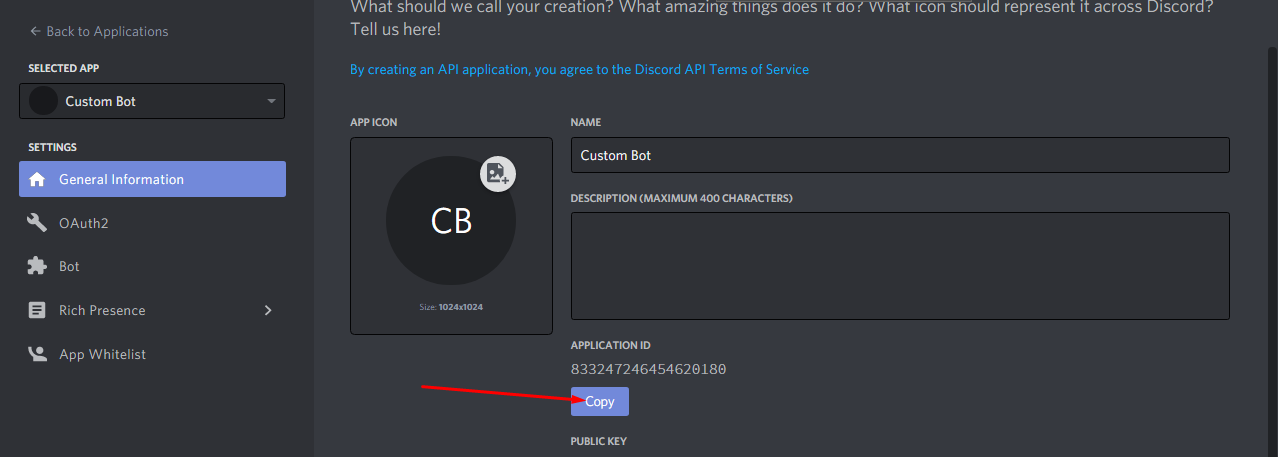 What should we call your creation? What amazing things does it do? What icon should represent it across Discord?
Tell us here!
By creating an API application, you agree to the Discord API Terms of Service
Back to Applications
SELECTED APP
Custom Bot
SETTINGS
General Information
OAuth2
Bot
Rich Presence
App Whitelist
APP ICON
CB
Size: 1024x1024
NAME
Custom Bot
DESCRIPTION (MAXIMUM 400 CHARACTERS)
APPLICATION ID
833247246454620180
Copy
PUBLIC KEY